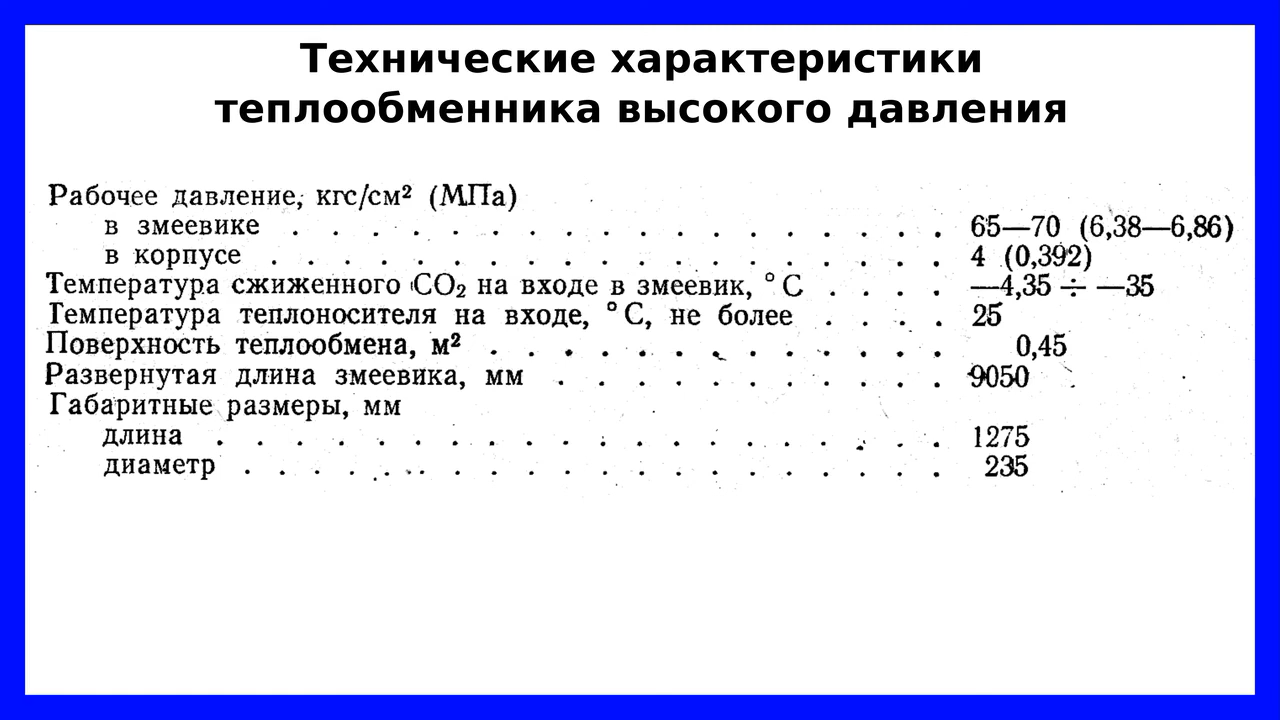 Технические характеристики
теплообменника высокого давления
Рабочее давление, кгс/см² (МПа)
в змеевике . . . . . . . . . . . . . . . . . . 65—70 (6,38—6,86)
в корпусе . . . . . . . . . . . . . . . . . . . 4 (0,392)
Температура сжиженного CO₂ на входе в змеевик, °С . . . . —4,35 ÷ —35
Температура теплоносителя на входе, °С, не более . . . . 25
Поверхность теплообмена, м² . . . . . . . . . . . . 0,45
Развернутая длина змеевика, мм . . . . . . . . . . . 9050
Габаритные размеры, мм
длина . . . . . . . . . . . . . . . . . . . . 1275
диаметр . . . . . . . . . . . . . . . . . . . 235